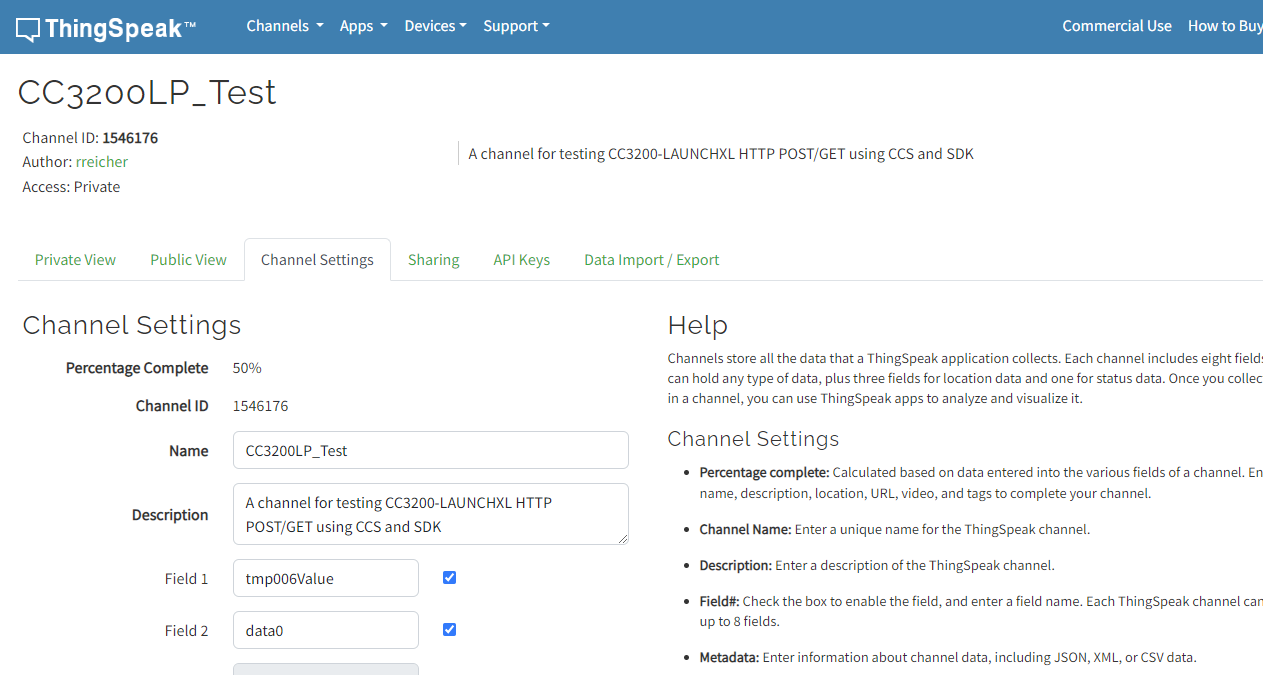 ThingSpeak™ Channels Apps Devices Support Commercial Use How to Buy
CC3200LP_Test
Channel ID: 1546176
Author: rreicher
Access: Private
A channel for testing CC3200-LAUNCHXL HTTP POST/GET using CCS and SDK
Private View Public View Channel Settings Sharing API Keys Data Import / Export
Channel Settings
Percentage Complete 50%
Channel ID 1546176
Name CC3200LP_Test
Description A channel for testing CC3200-LAUNCHXL HTTP
POST/GET using CCS and SDK
Field 1 tmp006Value
Field 2 data0
Help
Channels store all the data that a ThingSpeak application collects. Each channel includes eight fields
can hold any type of data, plus three fields for location data and one for status data. Once you collec
in a channel, you can use ThingSpeak apps to analyze and visualize it.
Channel Settings
• Percentage complete: Calculated based on data entered into the various fields of a channel. En
name, description, location, URL, video, and tags to complete your channel.
• Channel Name: Enter a unique name for the ThingSpeak channel.
• Description: Enter a description of the ThingSpeak channel.
• Field#: Check the box to enable the field, and enter a field name. Each ThingSpeak channel can
up to 8 fields.
• Metadata: Enter information about channel data, including JSON, XML, or CSV data.